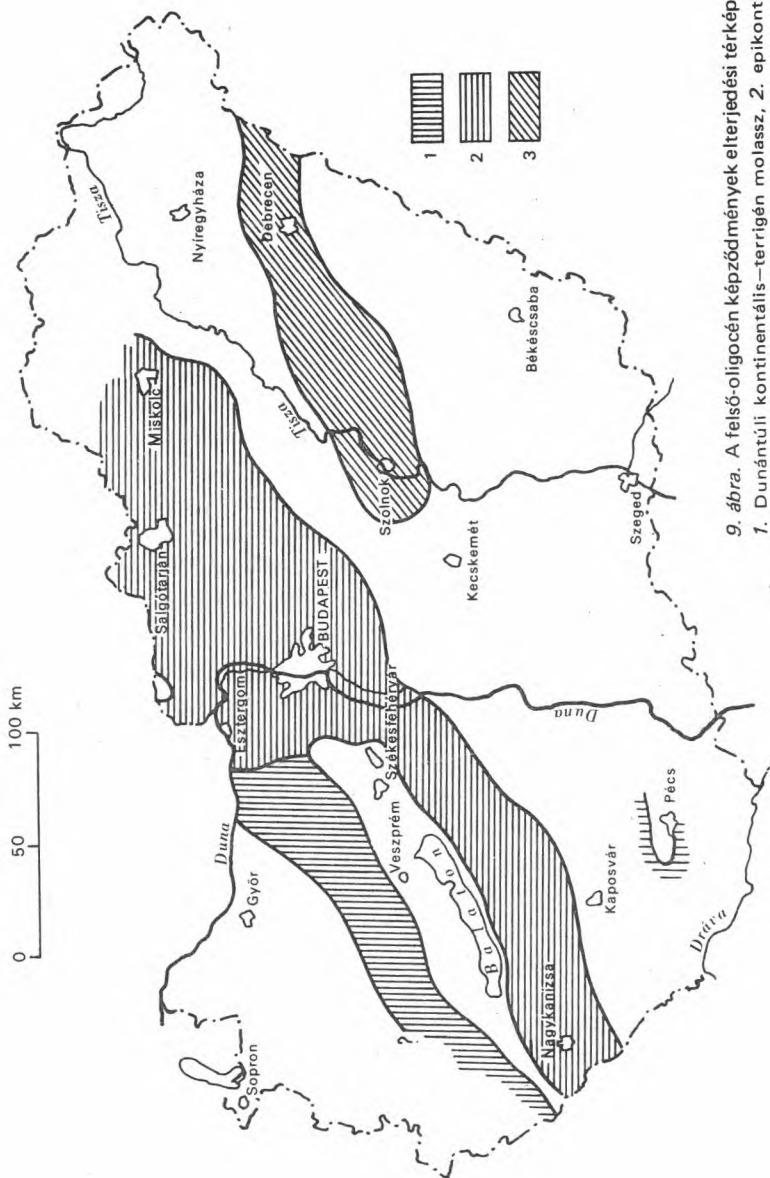 0 50 100 km
Sopron
Győr
Duna
Esztergom
Salgótarján
Miskolc
Tisza
Nyíregyháza
Debrecen
BUDAPEST
Tisza
Szolnok
Székesfehérvár
Veszprém
Balaton
Kecskemét
Békéscsaba
Nagykanizsa
Kaposvár
Duna
Szeged
Pécs
Dráva
?
1
2
3
9. ábra. A felső-oligocén képződmények elterjedési térkép
1. Dunántúli kontinentális—terrigén molassz, 2. epikont